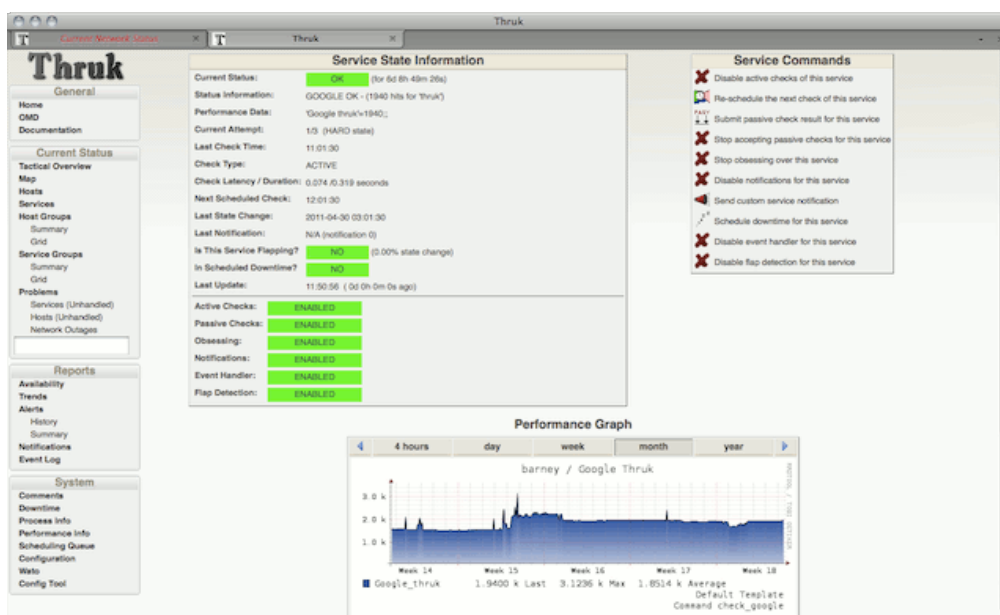 Thruk
Current Network Status
Thruk
Thruk
General
Home
OMD
Documentation
Current Status
Tactical Overview
Map
Hosts
Services
Host Groups
Summary
Grid
Service Groups
Summary
Grid
Problems
Services (Unhandled)
Hosts (Unhandled)
Network Outages
Reports
Availability
Trends
Alerts
History
Summary
Notifications
Event Log
System
Comments
Downtime
Process Info
Performance Info
Scheduling Queue
Configuration
Wato
Config Tool
Service State Information
Current Status: OK (for 6d 8h 49m 26s)
Status Information: GOOGLE OK - (1940 hits for 'thruk')
Performance Data: 'Google thruk'=1940;;
Current Attempt: 1/3 (HARD state)
Last Check Time: 11:01:30
Check Type: ACTIVE
Check Latency / Duration: 0.074 /0.319 seconds
Next Scheduled Check: 12:01:30
Last State Change: 2011-04-30 03:01:30
Last Notification: N/A (notification 0)
Is This Service Flapping? NO (0.00% state change)
In Scheduled Downtime? NO
Last Update: 11:50:56 ( 0d 0h 0m 0s ago)
Active Checks: ENABLED
Passive Checks: ENABLED
Obsessing: ENABLED
Notifications: ENABLED
Event Handler: ENABLED
Flap Detection: ENABLED
Service Commands
Disable active checks of this service
Re-schedule the next check of this service
PASV Submit passive check result for this service
Stop accepting passive checks for this service
Stop obsessing over this service
Disable notifications for this service
Send custom service notification
Schedule downtime for this service
Disable event handler for this service
Disable flap detection for this service
Performance Graph
4 hours day week month year
barney / Google Thruk
3.0 k
2.0 k
1.0 k
Week 14 Week 15 Week 16 Week 17 Week 18
Google_thruk 1.9400 k Last 3.1236 k Max 1.8514 k Average
Default Template
Command check_google
RRDTOOL / TOBI OETIKER